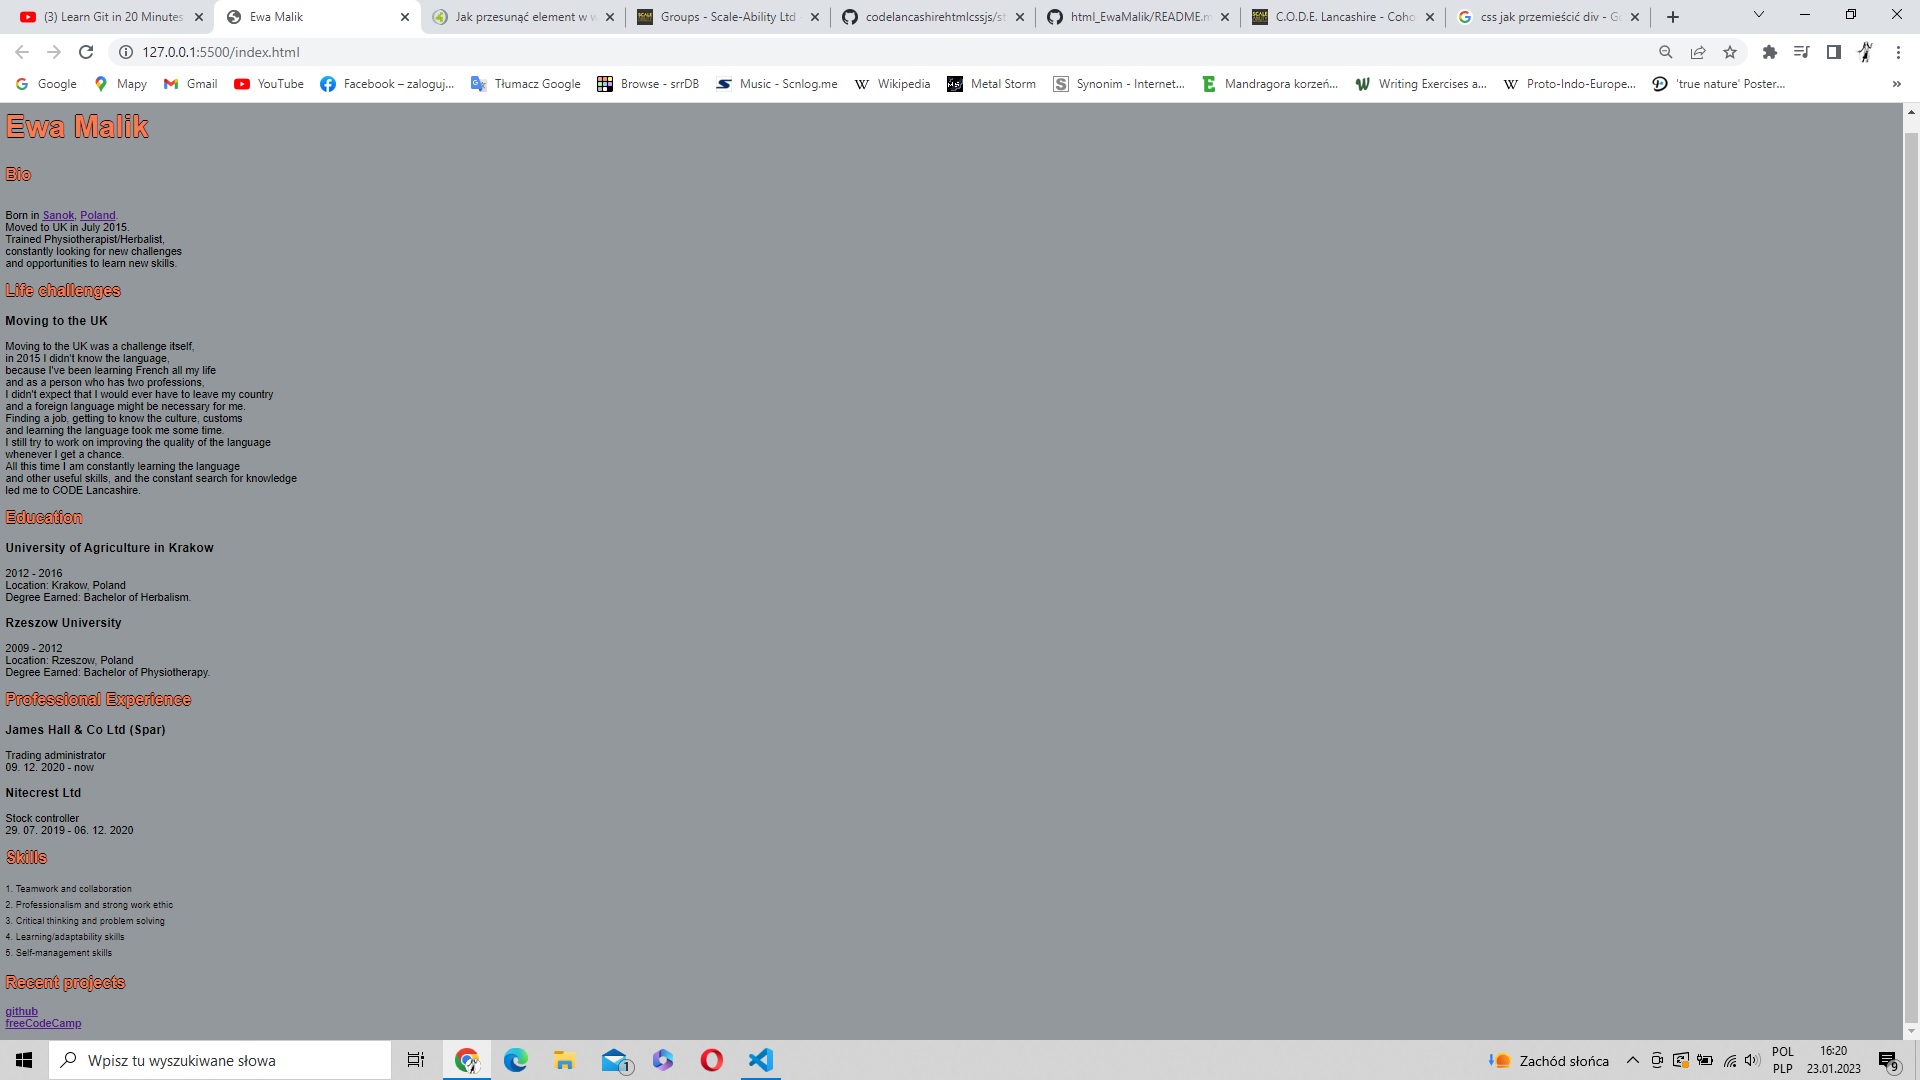 (3) Learn Git in 20 Minutes
Ewa Malik
Jak przesunąć element w w
Groups - Scale-Ability Ltd
codelancashirehtmlcssjs/st
html_EwaMalik/README.m
C.O.D.E. Lancashire - Coho
css jak przemieścić div - Go
127.0.0.1:5500/index.html
Google
Mapy
Gmail
YouTube
Facebook – zaloguj...
Tłumacz Google
Browse - srrDB
Music - Scnlog.me
Wikipedia
Metal Storm
Synonim - Internet...
Mandragora korzeń...
Writing Exercises a...
Proto-Indo-Europe...
'true nature' Poster...
Ewa Malik
Bio
Born in Sanok, Poland.
Moved to UK in July 2015.
Trained Physiotherapist/Herbalist,
constantly looking for new challenges
and opportunities to learn new skills.
Life challenges
Moving to the UK
Moving to the UK was a challenge itself,
in 2015 I didn't know the language,
because I've been learning French all my life
and as a person who has two professions,
I didn't expect that I would ever have to leave my country
and a foreign language might be necessary for me.
Finding a job, getting to know the culture, customs
and learning the language took me some time.
I still try to work on improving the quality of the language
whenever I get a chance.
All this time I am constantly learning the language
and other useful skills, and the constant search for knowledge
led me to CODE Lancashire.
Education
University of Agriculture in Krakow
2012 - 2016
Location: Krakow, Poland
Degree Earned: Bachelor of Herbalism.
Rzeszow University
2009 - 2012
Location: Rzeszow, Poland
Degree Earned: Bachelor of Physiotherapy.
Professional Experience
James Hall & Co Ltd (Spar)
Trading administrator
09. 12. 2020 - now
Nitecrest Ltd
Stock controller
29. 07. 2019 - 06. 12. 2020
Skills
1. Teamwork and collaboration
2. Professionalism and strong work ethic
3. Critical thinking and problem solving
4. Learning/adaptability skills
5. Self-management skills
Recent projects
github
freeCodeCamp
Wpisz tu wyszukiwane słowa
1
Zachód słońca
POL
PLP
16:20
23.01.2023
9